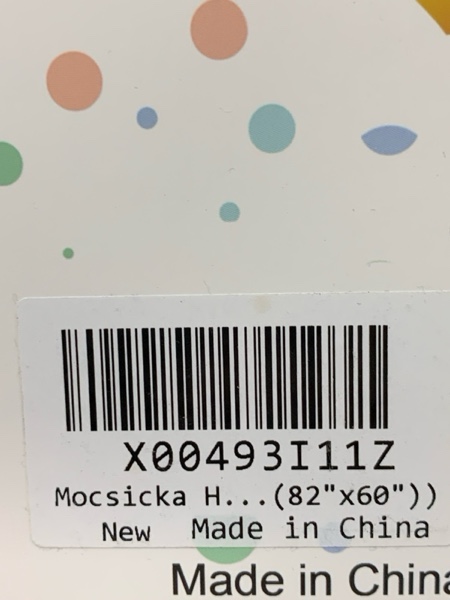 X00493I11Z
Mocsicka H...(82"x60"))
New Made in China
Made in China